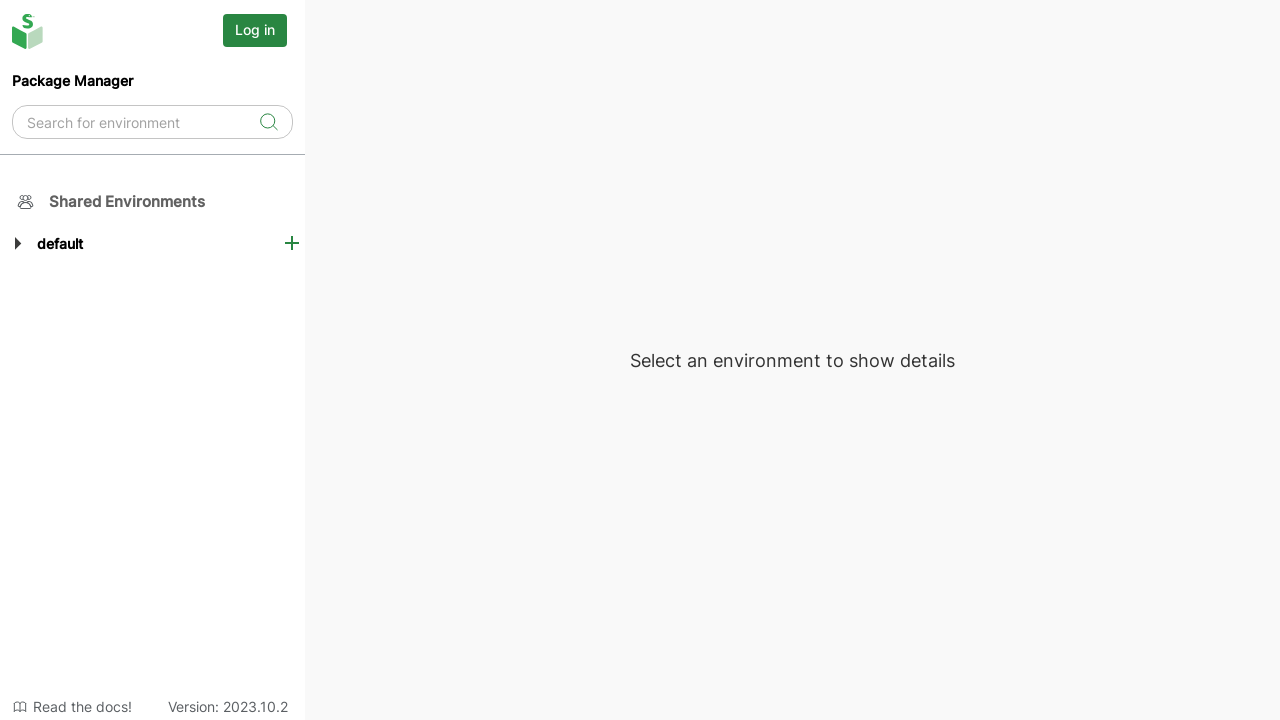 Log in
Package Manager
Search for environment
Shared Environments
default
Select an environment to show details
Read the docs!
Version: 2023.10.2